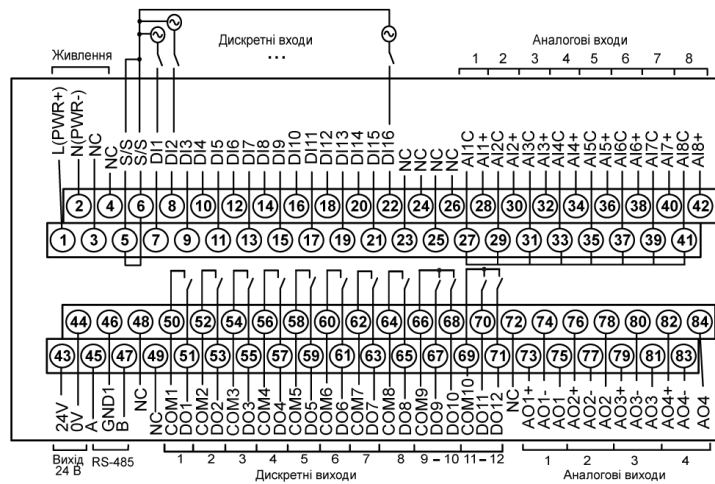 Живлення
Дискретні входи
...
Аналогові входи
1 2 3 4 5 6 7 8
L(PWR+) N(PWR-) NC NC S/S S/S DI1 DI2 DI3 DI4 DI5 DI6 DI7 DI8 DI9 DI10 DI11 DI12 DI13 DI14 DI15 DI16 NC NC NC NC AI1C AI1+ AI2C AI2+ AI3C AI3+ AI4C AI4+ AI5C AI5+ AI6C AI6+ AI7C AI7+ AI8C AI8+
2 4 6 8 10 12 14 16 18 20 22 24 26 28 30 32 34 36 38 40 42
1 3 5 7 9 11 13 15 17 19 21 23 25 27 29 31 33 35 37 39 41
44 46 48 50 52 54 56 58 60 62 64 66 68 70 72 74 76 78 80 82 84
43 45 47 49 51 53 55 57 59 61 63 65 67 69 71 73 75 77 79 81 83
24V 0V A GND1 B NC NC COM1 DO1 COM2 DO2 COM3 DO3 COM4 DO4 COM5 DO5 COM6 DO6 COM7 DO7 COM8 DO8 COM9 DO9 DO10 COM10 DO11 DO12 NC AO1+ AO1- AO1 AO2+ AO2- AO2 AO3+ AO3- AO3 AO4+ AO4- AO4
Вихід
24 В
RS-485
1 2 3 4 5 6 7 8 9 – 10 11 – 12
Дискретні виходи
1 2 3 4
Аналогові виходи